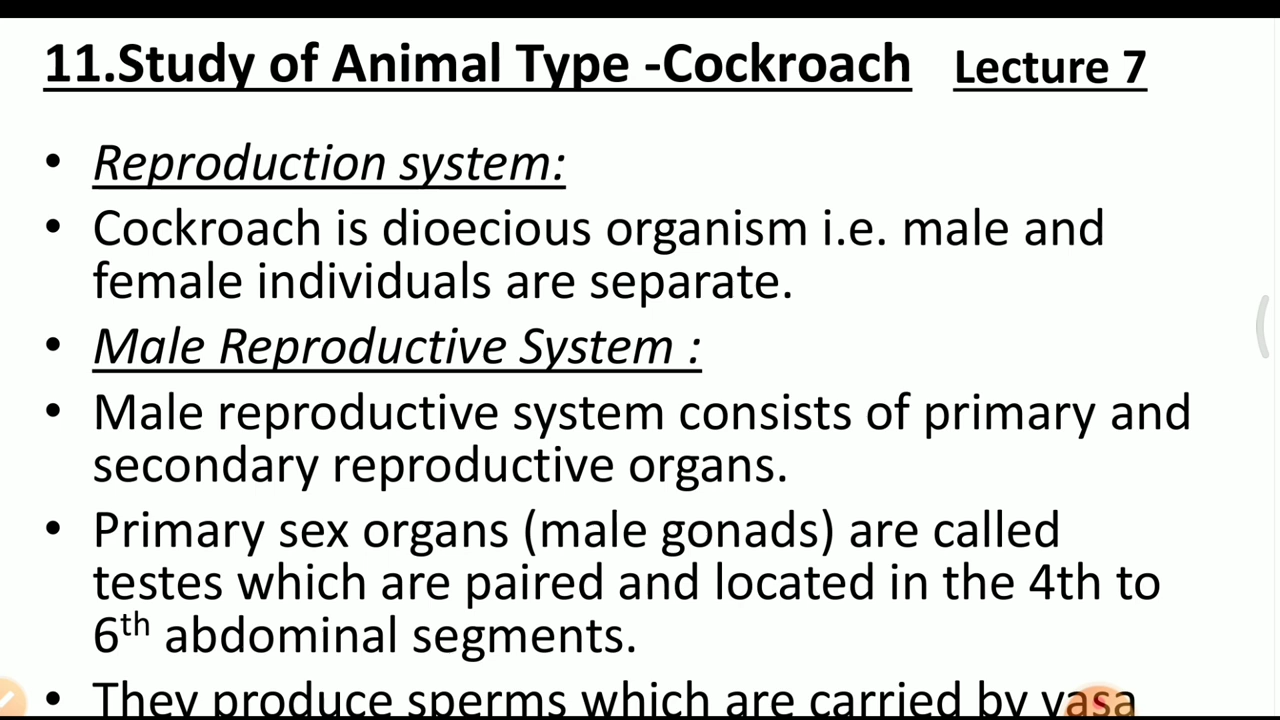 11.Study of Animal Type -Cockroach Lecture 7
• Reproduction system:
• Cockroach is dioecious organism i.e. male and
female individuals are separate.
• Male Reproductive System :
• Male reproductive system consists of primary and
secondary reproductive organs.
• Primary sex organs (male gonads) are called
testes which are paired and located in the 4th to
6th abdominal segments.
• They produce sperms which are carried by vasa